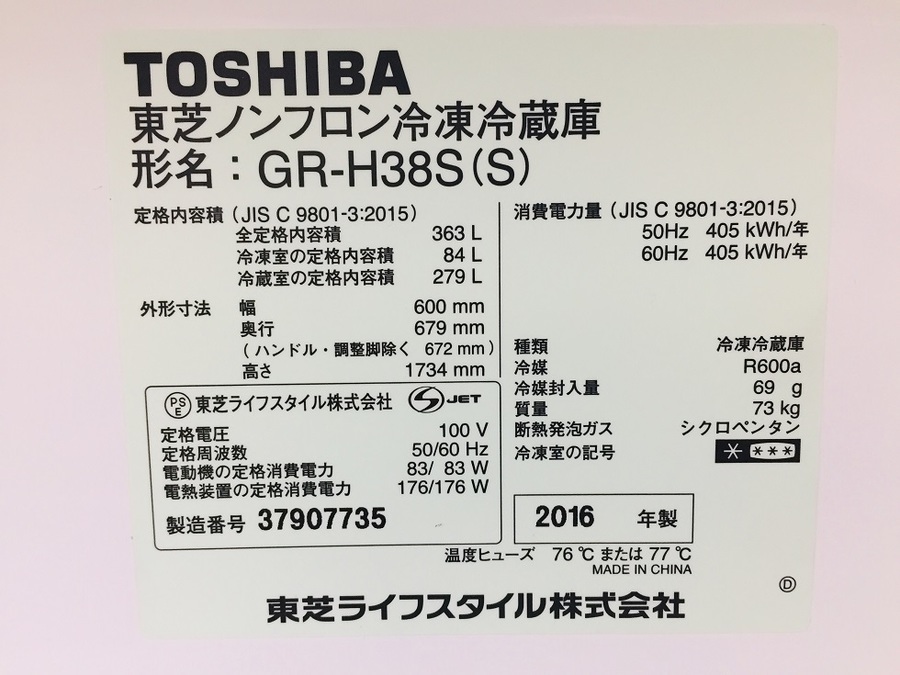 TOSHIBA
東芝ノンフロン冷凍冷蔵庫
形名：GR-H38S(S)
定格内容積（JIS C 9801-3:2015）
全定格内容積 363 L
冷凍室の定格内容積 84 L
冷蔵室の定格内容積 279 L
外形寸法 幅 600 mm
奥行 679 mm
（ハンドル・調整脚除く 672 mm）
高さ 1734 mm
消費電力量（JIS C 9801-3:2015）
50Hz 405 kWh/年
60Hz 405 kWh/年
種類 冷凍冷蔵庫
冷媒 R600a
冷媒封入量 69 g
質量 73 kg
断熱発泡ガス シクロペンタン
冷凍室の記号 * ***
PSE 東芝ライフスタイル株式会社 JET
定格電圧 100 V
定格周波数 50/60 Hz
電動機の定格消費電力 83/ 83 W
電熱装置の定格消費電力 176/176 W
製造番号 37907735
2016 年製
温度ヒューズ 76 ℃ または 77 ℃
MADE IN CHINA
D
東芝ライフスタイル株式会社